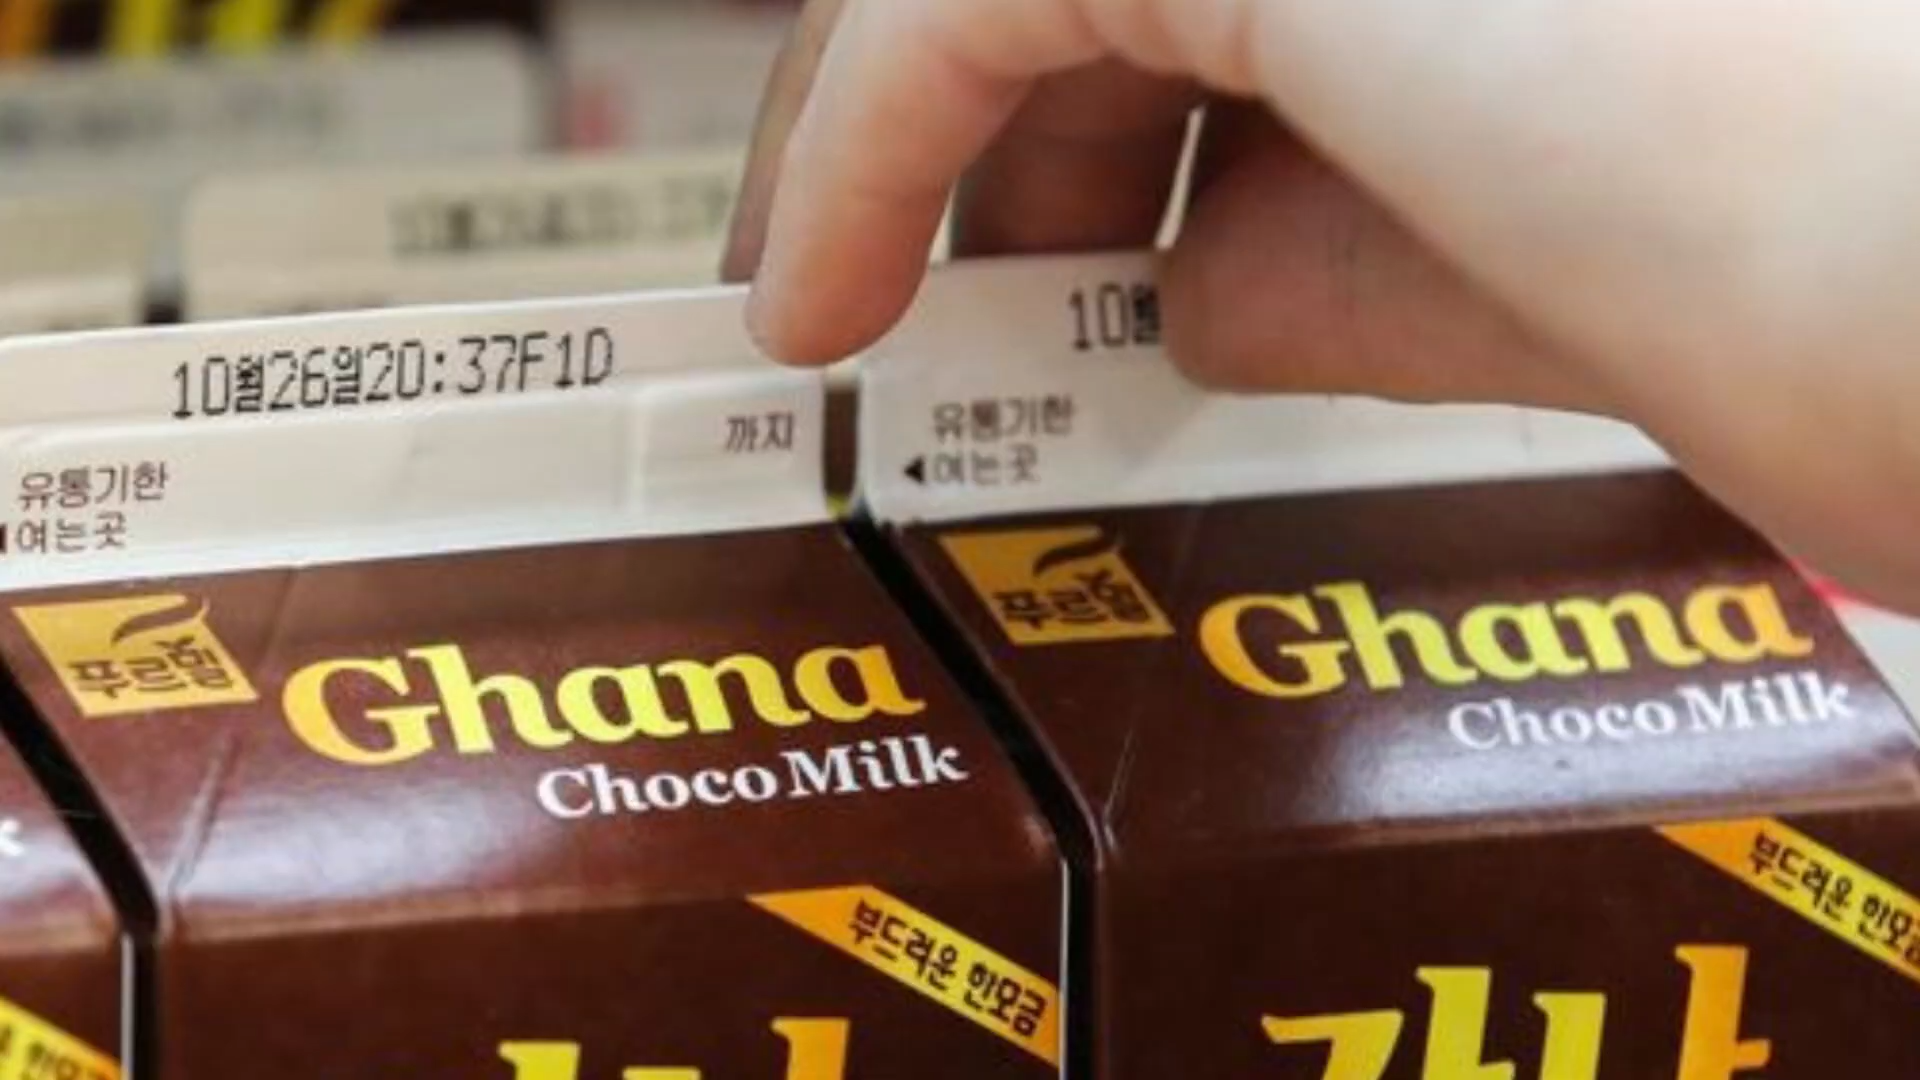 10월26일20:37F1D
10월
까지
유통기한
◀여는곳
유통기한
◀여는곳
푸르밀
Ghana
Choco Milk
푸르밀
Ghana
Choco Milk
부드러운 한모금
부드러운 한모금
가나